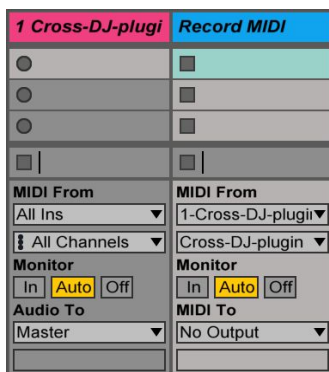 1 Cross-DJ-plugi Record MIDI
MIDI From MIDI From
All Ins 1-Cross-DJ-plugin
All Channels Cross-DJ-plugin
Monitor Monitor
In Auto Off In Auto Off
Audio To MIDI To
Master No Output